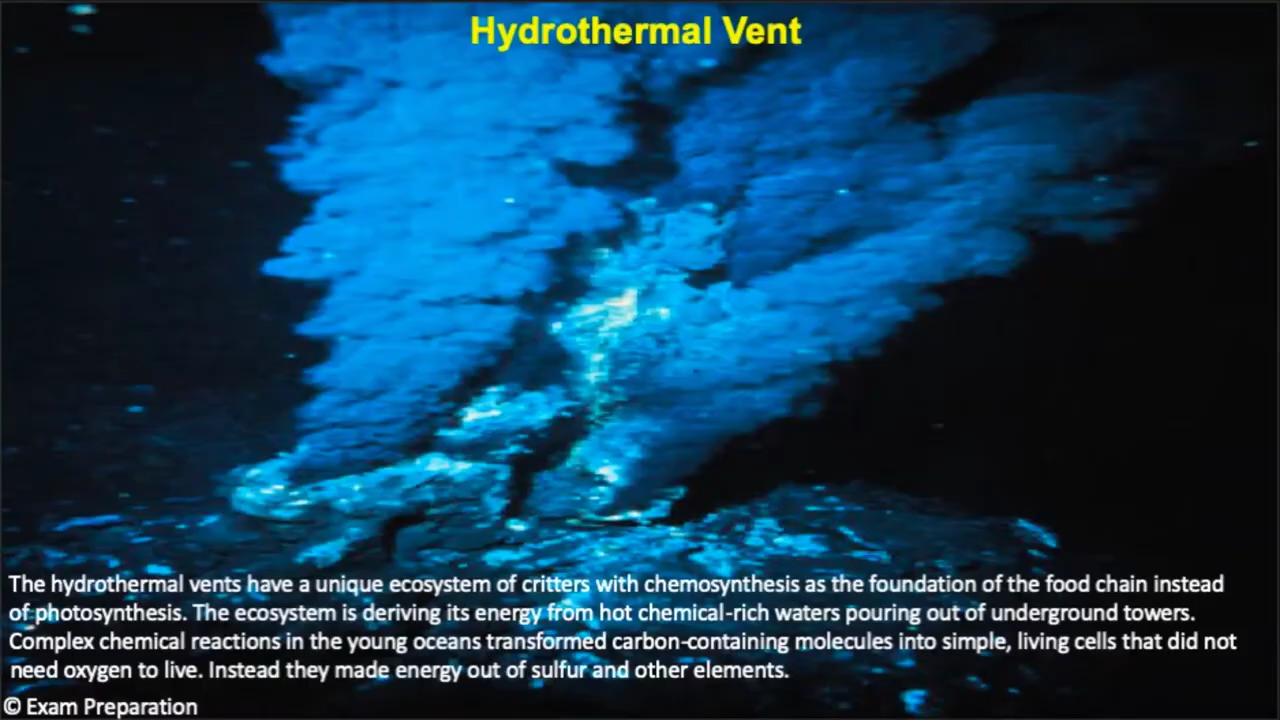 Hydrothermal Vent
The hydrothermal vents have a unique ecosystem of critters with chemosynthesis as the foundation of the food chain instead
of photosynthesis. The ecosystem is deriving its energy from hot chemical-rich waters pouring out of underground towers.
Complex chemical reactions in the young oceans transformed carbon-containing molecules into simple, living cells that did not
need oxygen to live. Instead they made energy out of sulfur and other elements.
© Exam Preparation